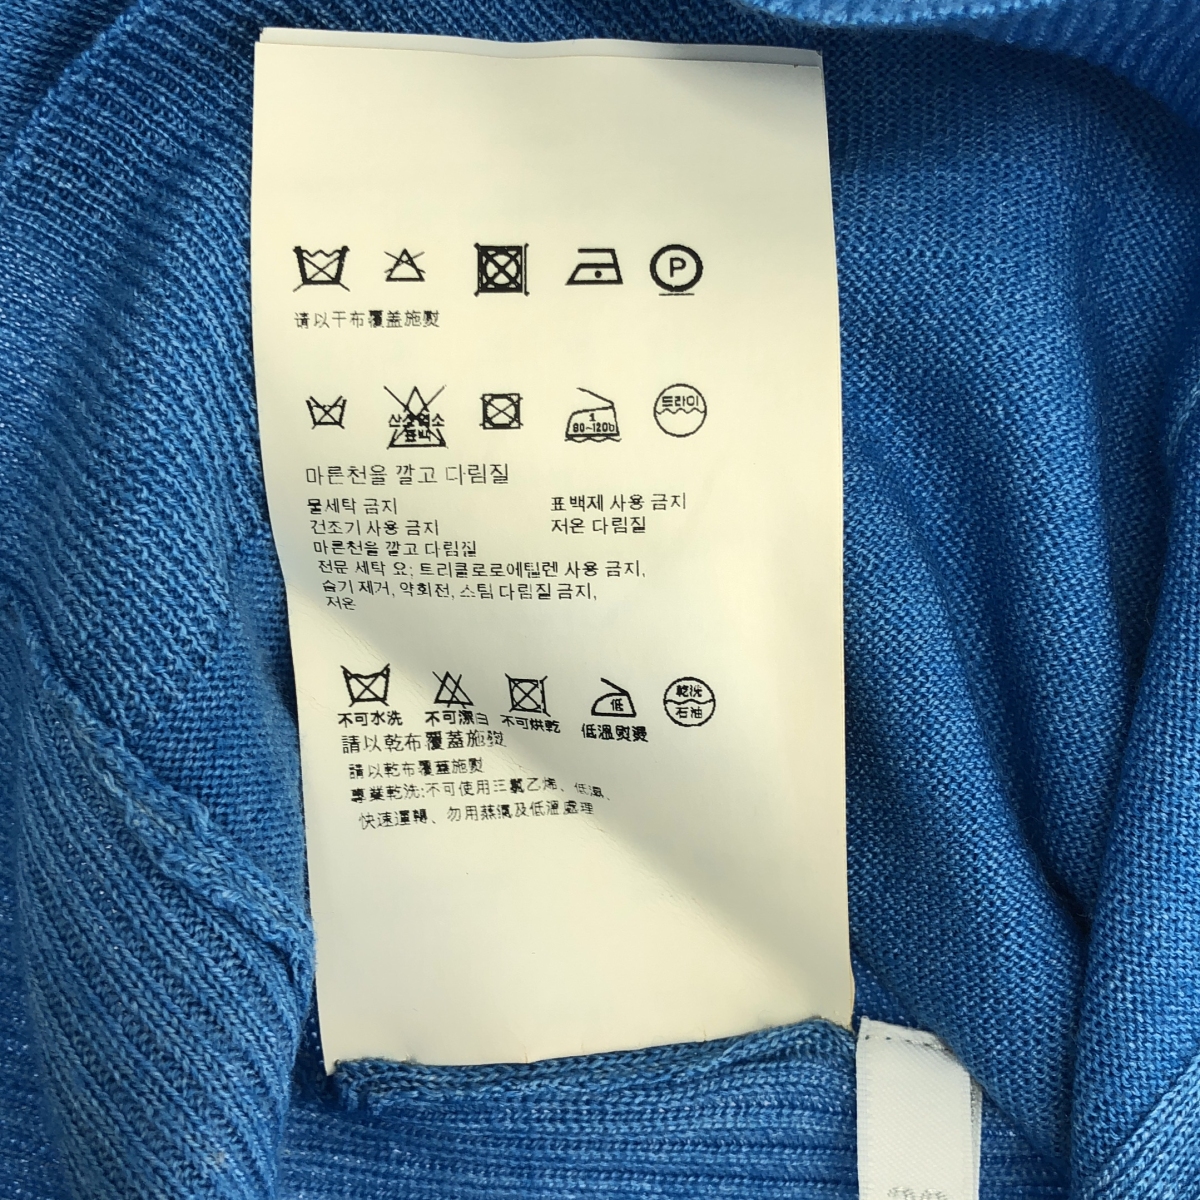 P
请以干布覆盖施熨
산소염소
표백
1
80~120b
드라이
마른천을 깔고 다림질
물세탁 금지 표백제 사용 금지
건조기 사용 금지 저온 다림질
마른천을 깔고 다림질
전문 세탁 요; 트리클로로에틸렌 사용 금지,
습기 제거, 약회전, 스팀 다림질 금지,
저온
低 乾洗
石油
不可水洗 不可漂白 不可烘乾 低溫熨燙
請以乾布覆蓋施熨
請以乾布覆蓋施熨
專業乾洗:不可使用三氯乙烯、低濕、
快速運轉、勿用蒸氣及低溫處理